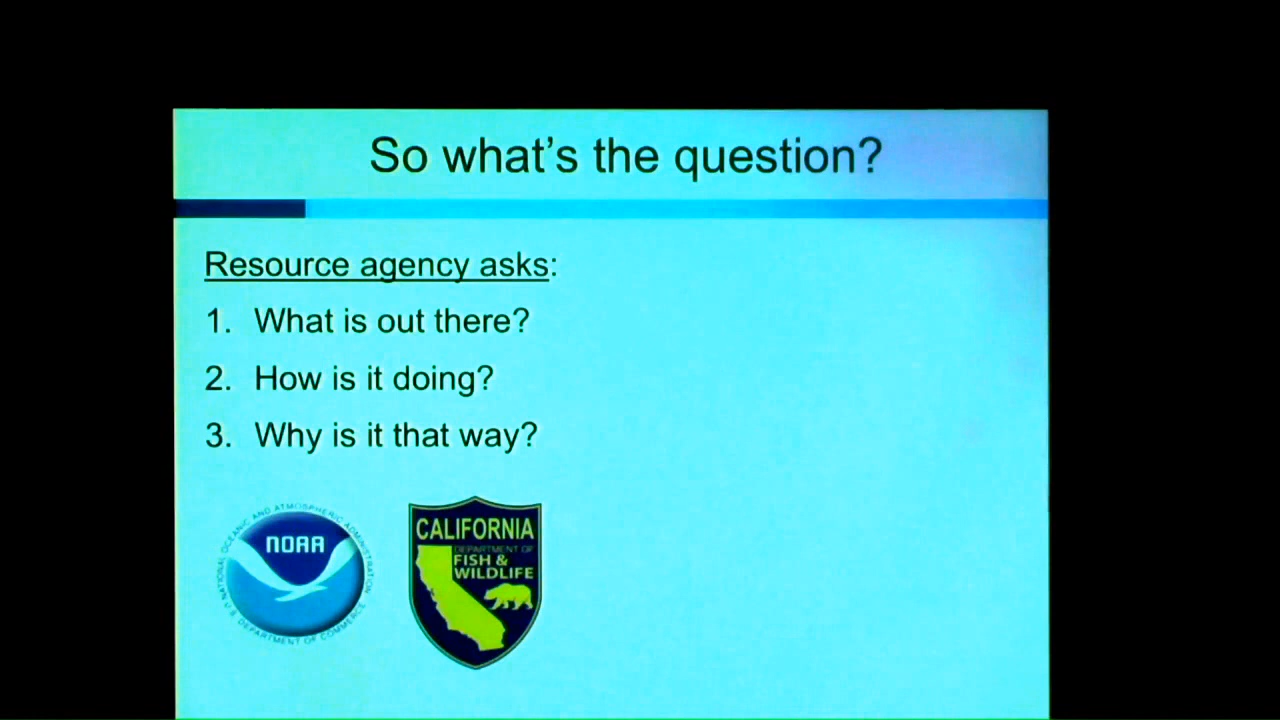 So what's the question?
Resource agency asks:
1. What is out there?
2. How is it doing?
3. Why is it that way?
NATIONAL OCEANIC AND ATMOSPHERIC ADMINISTRATION
NOAA
U.S. DEPARTMENT OF COMMERCE
CALIFORNIA
DEPARTMENT OF
FISH &
WILDLIFE